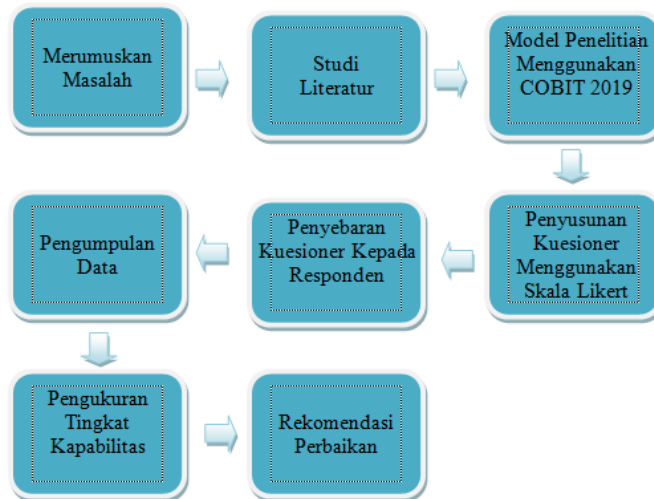 Merumuskan
Masalah
Studi
Literatur
Model Penelitian
Menggunakan
COBIT 2019
Penyusunan
Kuesioner
Menggunakan
Skala Likert
Penyebaran
Kuesioner Kepada
Responden
Pengumpulan
Data
Pengukuran
Tingkat
Kapabilitas
Rekomendasi
Perbaikan